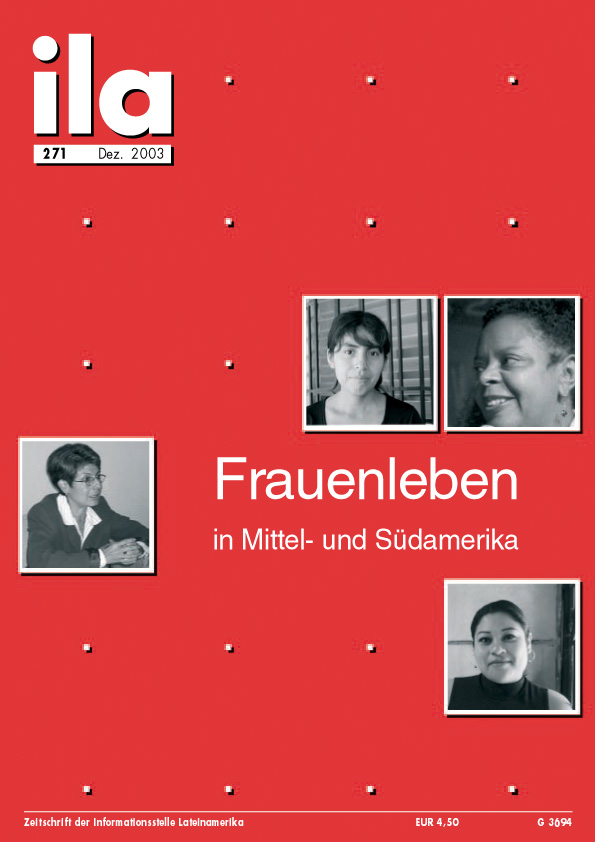 ila
271 Dez. 2003
Frauenleben
in Mittel- und Südamerika
Zeitschrift der Informationsstelle Lateinamerika EUR 4,50 G 3694